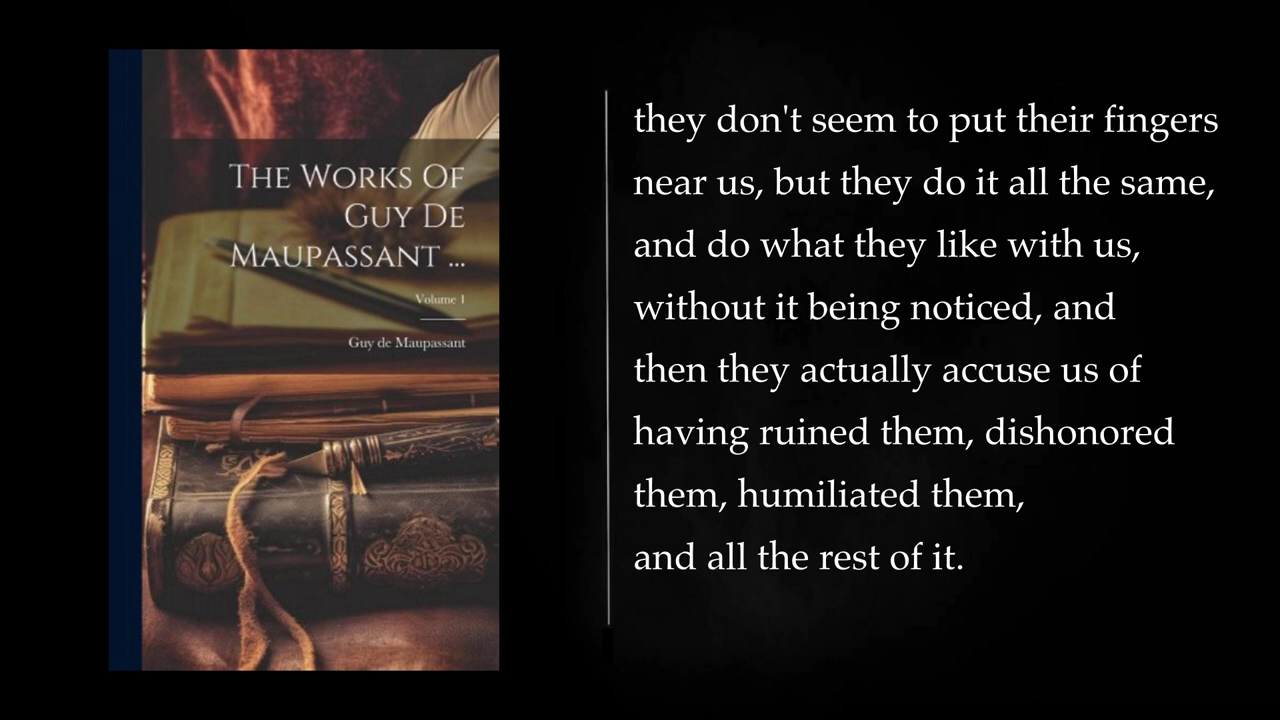 THE WORKS OF
GUY DE
MAUPASSANT ...
Volume 1
Guy de Maupassant
they don't seem to put their fingers
near us, but they do it all the same,
and do what they like with us,
without it being noticed, and
then they actually accuse us of
having ruined them, dishonored
them, humiliated them,
and all the rest of it.